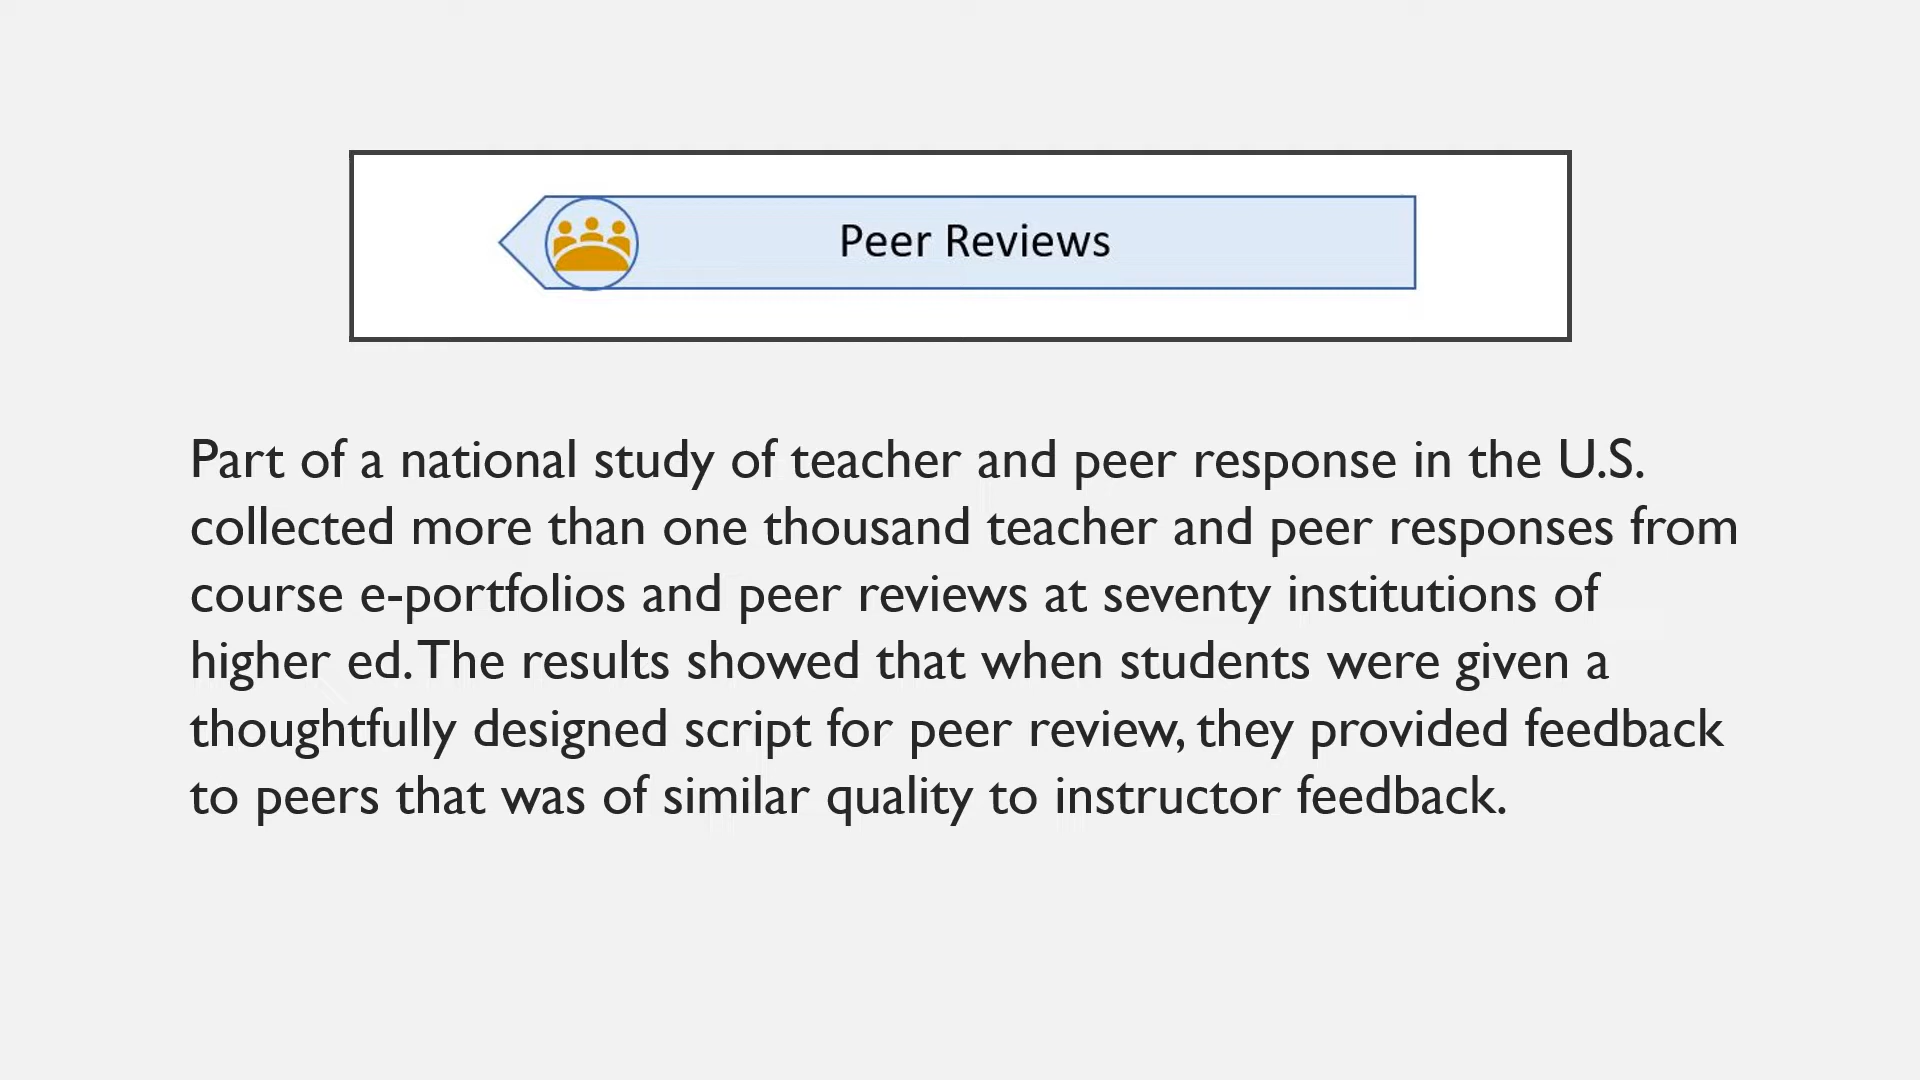 Peer Reviews
Part of a national study of teacher and peer response in the U.S.
collected more than one thousand teacher and peer responses from
course e-portfolios and peer reviews at seventy institutions of
higher ed. The results showed that when students were given a
thoughtfully designed script for peer review, they provided feedback
to peers that was of similar quality to instructor feedback.